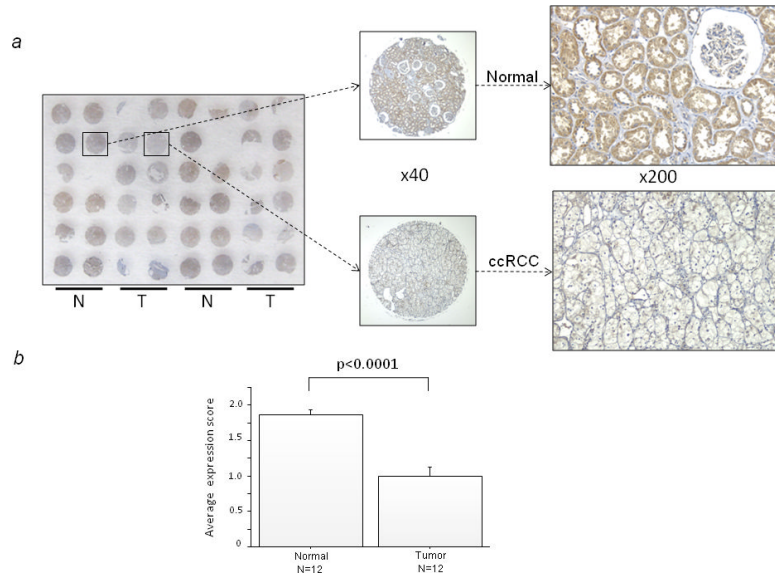 a
Normal
x40
x200
ccRCC
N T N T
b
p<0.0001
Average expression score
2.0
1.5
1.0
0.5
0
Normal
N=12
Tumor
N=12